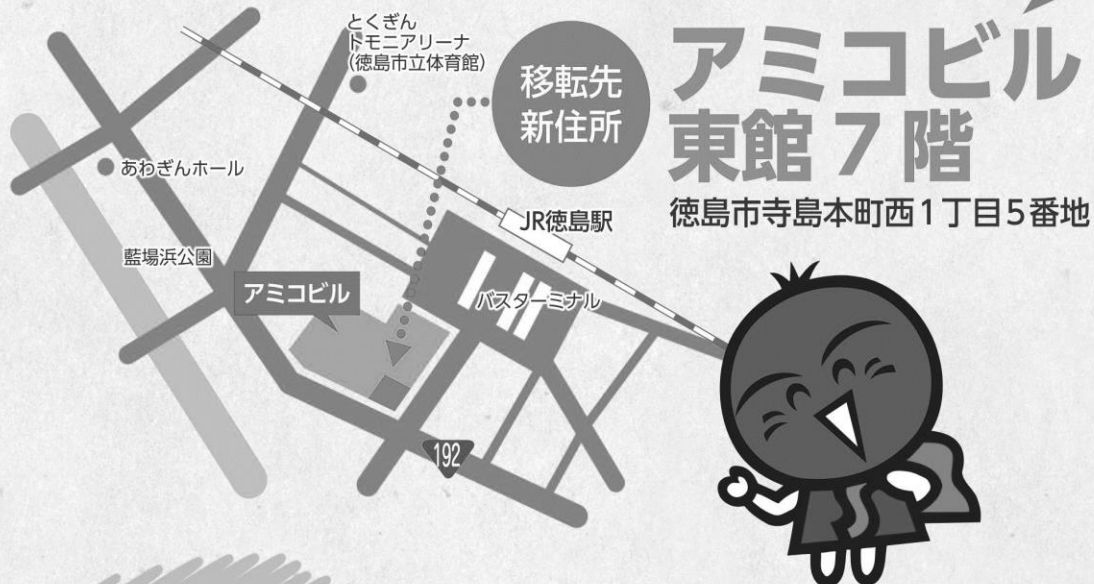 とくぎん
トモニアリーナ
(徳島市立体育館)
移転先
新住所
アミコビル
東館7階
徳島市寺島本町西1丁目5番地
あわぎんホール
JR徳島駅
藍場浜公園
アミコビル
バスターミナル
192